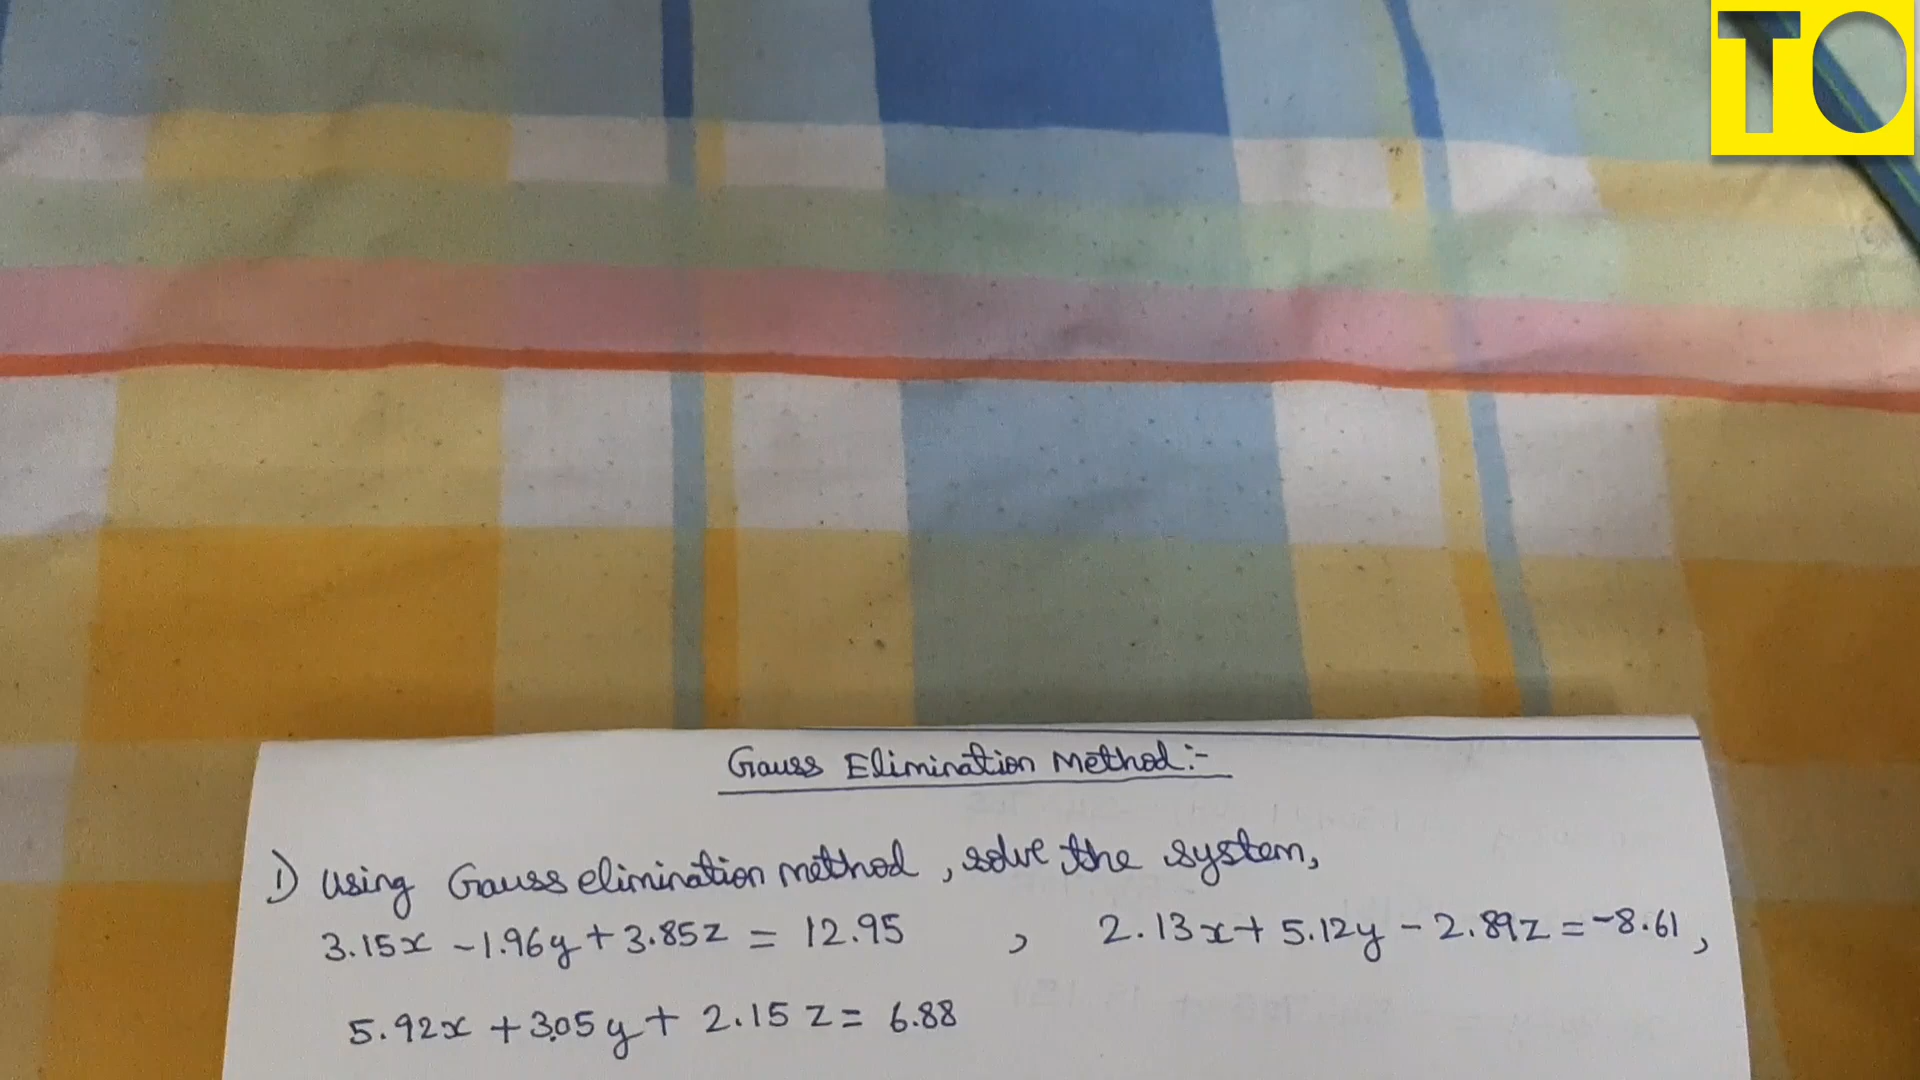 TO
Gauss Elimination Method:-
1) Using Gauss elimination method, solve the system,
3.15x - 1.96y + 3.85z = 12.95 , 2.13x + 5.12y - 2.89z = -8.61,
5.92x + 3.05y + 2.15z = 6.88